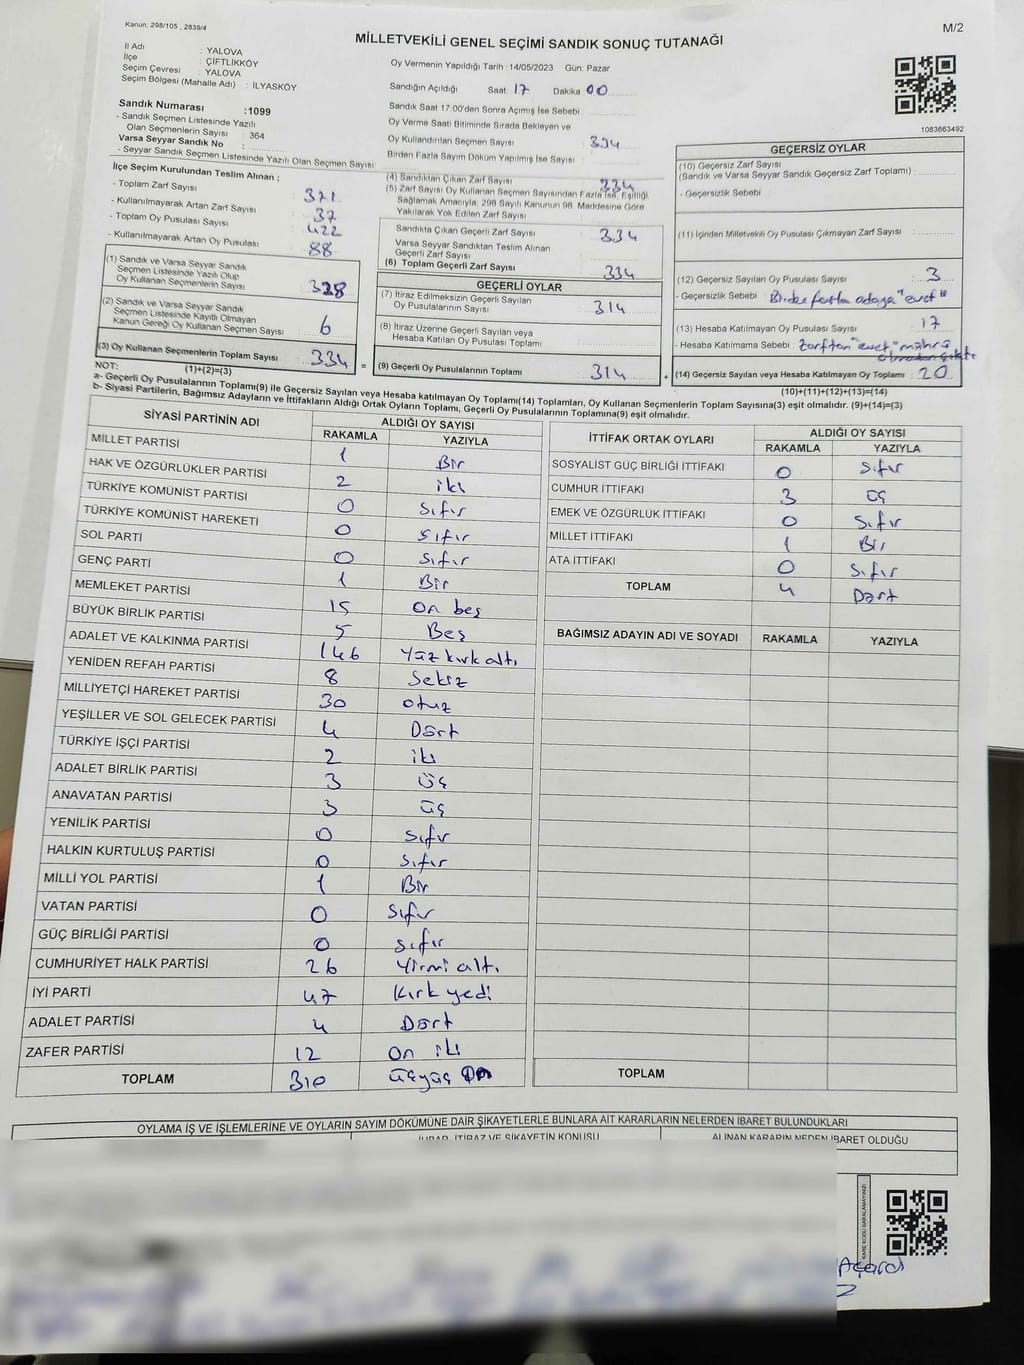 Kanun: 298/105 , 2839/4
M/2
MİLLETVEKİLİ GENEL SEÇİMİ SANDIK SONUÇ TUTANAĞI
İl Adı : YALOVA
İlçe : ÇİFTLİKKÖY
Seçim Çevresi : YALOVA
Seçim Bölgesi (Mahalle Adı) : İLYASKÖY
Sandık Numarası :1099
- Sandık Seçmen Listesinde Yazılı
Olan Seçmenlerin Sayısı : 364
Varsa Seyyar Sandık No :
- Seyyar Sandık Seçmen Listesinde Yazılı Olan Seçmen Sayısı:
İlçe Seçim Kurulundan Teslim Alınan ;
- Toplam Zarf Sayısı : 371
- Kullanılmayarak Artan Zarf Sayısı : 37
- Toplam Oy Pusulası Sayısı : 422
- Kullanılmayarak Artan Oy Pusulası : 88
(1) Sandık ve Varsa Seyyar Sandık
Seçmen Listesinde Yazılı Olup
Oy Kullanan Seçmenlerin Sayısı : 328
(2) Sandık ve Varsa Seyyar Sandık
Seçmen Listesinde Kayıtlı Olmayan
Kanun Gereği Oy Kullanan Seçmen Sayısı : 6
(3) Oy Kullanan Seçmenlerin Toplam Sayısı : 334
(1)+(2)=(3)
Oy Vermenin Yapıldığı Tarih : 14/05/2023 Gün: Pazar
Sandığın Açıldığı Saat: 17 Dakika 00
Sandık Saat 17:00'den Sonra Açılmış İse Sebebi :
Oy Verme Saati Bitiminde Sırada Bekleyen ve
Oy Kullandırılan Seçmen Sayısı : 334
Birden Fazla Sayım Döküm Yapılmış İse Sayısı :
(4) Sandıktan Çıkan Zarf Sayısı : 334
(5) Zarf Sayısı Oy Kullanan Seçmen Sayısından Fazla İse, Eşitliği
Sağlamak Amacıyla, 298 Sayılı Kanunun 98. Maddesine Göre
Yakılarak Yok Edilen Zarf Sayısı :
Sandıkta Çıkan Geçerli Zarf Sayısı : 334
Varsa Seyyar Sandıktan Teslim Alınan
Geçerli Zarf Sayısı :
(6) Toplam Geçerli Zarf Sayısı : 334
GEÇERLİ OYLAR
(7) İtiraz Edilmeksizin Geçerli Sayılan
Oy Pusulalarının Sayısı : 314
(8) İtiraz Üzerine Geçerli Sayılan veya
Hesaba Katılan Oy Pusulası Toplamı :
(9) Geçerli Oy Pusulalarının Toplamı : 314
1083663492
GEÇERSİZ OYLAR
(10) Geçersiz Zarf Sayısı
(Sandık ve Varsa Seyyar Sandık Geçersiz Zarf Toplamı) :
- Geçersizlik Sebebi :
(11) İçinden Milletvekili Oy Pusulası Çıkmayan Zarf Sayısı :
(12) Geçersiz Sayılan Oy Pusulası Sayısı : 3
- Geçersizlik Sebebi : Birden fazla adaya "evet"
(13) Hesaba Katılmayan Oy Pusulası Sayısı : 17
- Hesaba Katılmama Sebebi : Zarftan "evet" mührü
(14) Geçersiz Sayılan veya Hesaba Katılmayan Oy Toplamı : 20
(10)+(11)+(12)+(13)=(14)
NOT:
a- Geçerli Oy Pusulalarının Toplamı(9) ile Geçersiz Sayılan veya Hesaba Katılmayan Oy Toplamı(14) Toplamları, Oy Kullanan Seçmenlerin Toplam Sayısına(3) eşit olmalıdır. (9)+(14)=(3)
b- Siyasi Partilerin, Bağımsız Adayların ve İttifakların Aldığı Ortak Oyların Toplamı, Geçerli Oy Pusulalarının Toplamına(9) eşit olmalıdır.
SİYASİ PARTİNİN ADI ALDIĞI OY SAYISI
RAKAMLA YAZIYLA
MİLLET PARTİSİ 1 Bir
HAK VE ÖZGÜRLÜKLER PARTİSİ 2 iki
TÜRKİYE KOMÜNİST PARTİSİ 0 Sıfır
TÜRKİYE KOMÜNİST HAREKETİ 0 Sıfır
SOL PARTİ 0 Sıfır
GENÇ PARTİ 1 Bir
MEMLEKET PARTİSİ 15 On beş
BÜYÜK BİRLİK PARTİSİ 5 Beş
ADALET VE KALKINMA PARTİSİ 146 Yüz kırk altı
YENİDEN REFAH PARTİSİ 8 Sekiz
MİLLİYETÇİ HAREKET PARTİSİ 30 otuz
YEŞİLLER VE SOL GELECEK PARTİSİ 4 Dört
TÜRKİYE İŞÇİ PARTİSİ 2 iki
ADALET BİRLİK PARTİSİ 3 üç
ANAVATAN PARTİSİ 3 üç
YENİLİK PARTİSİ 0 Sıfır
HALKIN KURTULUŞ PARTİSİ 0 Sıfır
MİLLİ YOL PARTİSİ 1 Bir
VATAN PARTİSİ 0 Sıfır
GÜÇ BİRLİĞİ PARTİSİ 0 sıfır
CUMHURİYET HALK PARTİSİ 26 Yirmi altı
İYİ PARTİ 47 Kırk yedi
ADALET PARTİSİ 4 Dört
ZAFER PARTİSİ 12 On iki
TOPLAM 310 üçyüz on
İTTİFAK ORTAK OYLARI ALDIĞI OY SAYISI
RAKAMLA YAZIYLA
SOSYALİST GÜÇ BİRLİĞİ İTTİFAKI 0 Sıfır
CUMHUR İTTİFAKI 3 üç
EMEK VE ÖZGÜRLÜK İTTİFAKI 0 Sıfır
MİLLET İTTİFAKI 1 Bir
ATA İTTİFAKI 0 Sıfır
TOPLAM 4 Dört
BAĞIMSIZ ADAYIN ADI VE SOYADI RAKAMLA YAZIYLA
TOPLAM
OYLAMA İŞ VE İŞLEMLERİNE VE OYLARIN SAYIM DÖKÜMÜNE DAİR ŞİKAYETLERLE BUNLARA AİT KARARLARIN NELERDEN İBARET BULUNDUKLARI
İHBAR, İTİRAZ VE ŞİKAYETİN KONUSU ALINAN KARARIN NEDEN İBARET OLDUĞU
KARE KODU KARALAMAYINIZ!